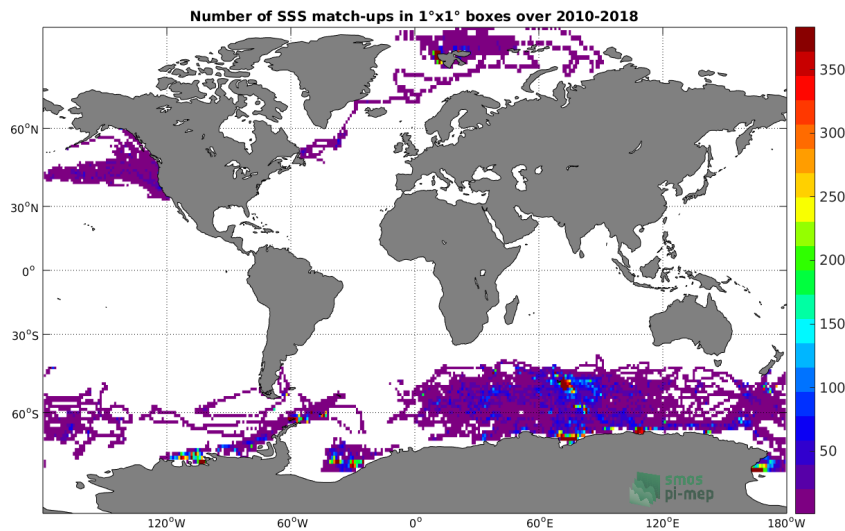 Number of SSS match-ups in 1°x1° boxes over 2010-2018
60°N
30°N
0°
30°S
60°S
120°W
60°W
0°
60°E
120°E
180°W
350
300
250
200
150
100
50
smos
pi-mep